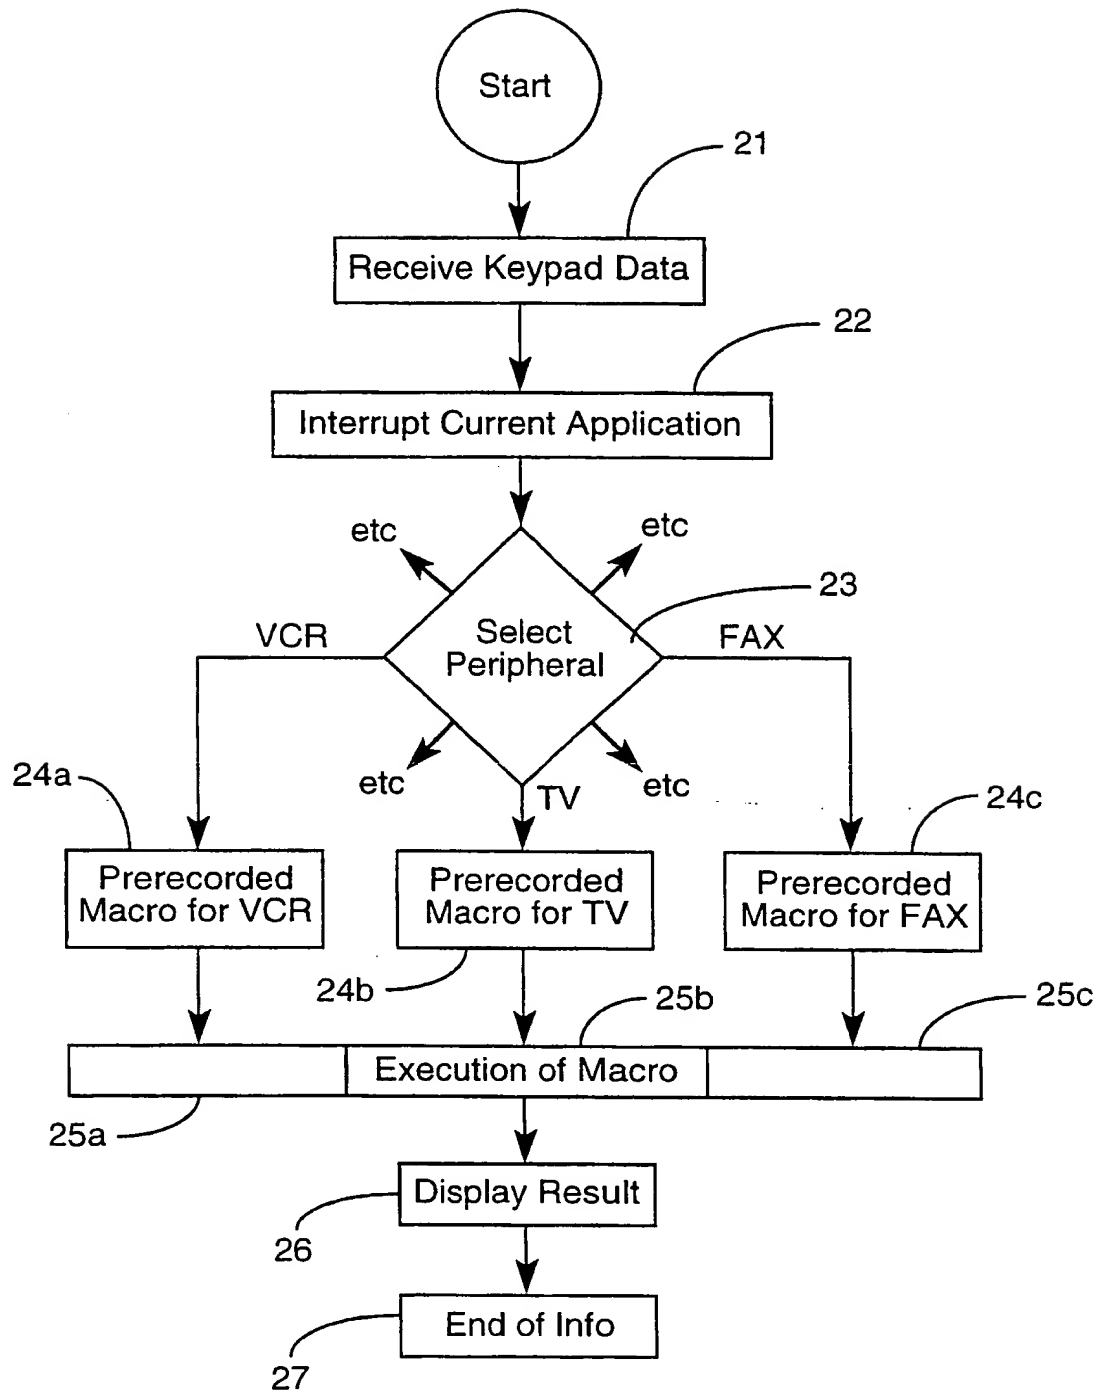 Start
21
Receive Keypad Data
22
Interrupt Current Application
etc
etc
23
VCR
Select
Peripheral
FAX
etc
etc
TV
24a
24c
Prerecorded
Macro for VCR
Prerecorded
Macro for TV
Prerecorded
Macro for FAX
24b
25b
25c
Execution of Macro
25a
Display Result
26
End of Info
27